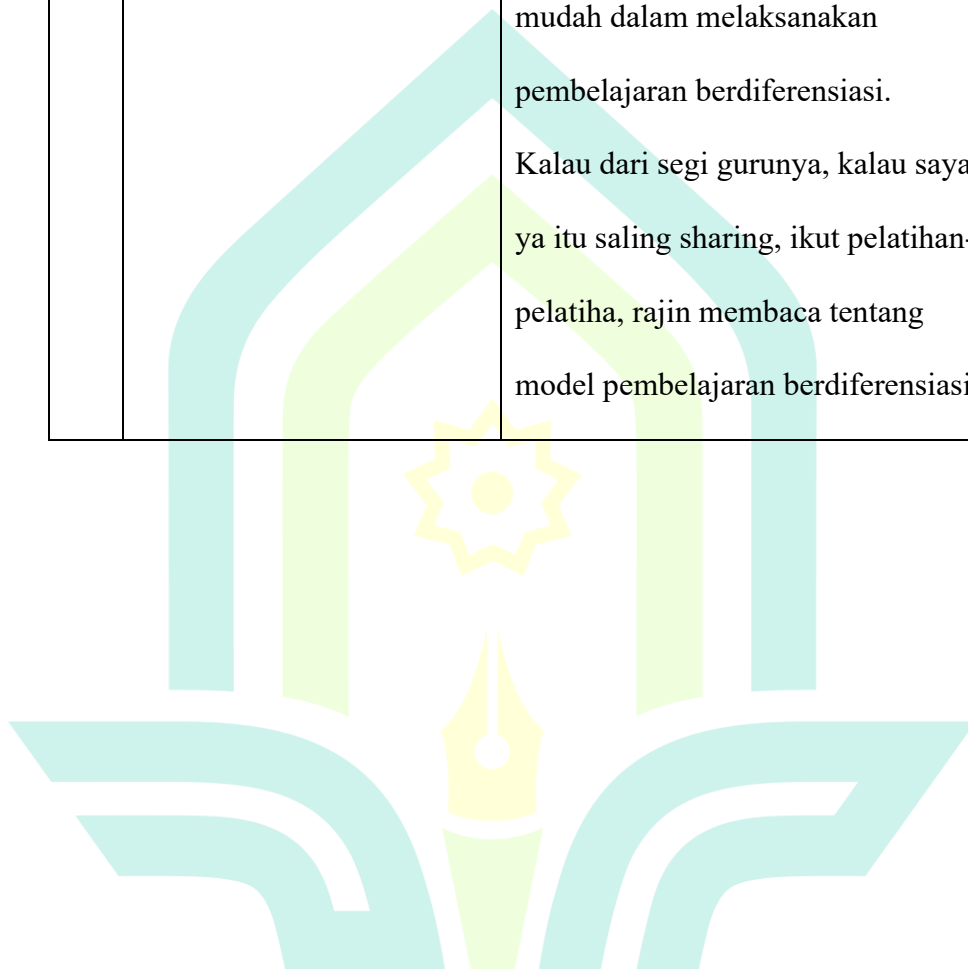 mudah dalam melaksanakan
pembelajaran berdiferensiasi.
Kalau dari segi gurunya, kalau saya
ya itu saling sharing, ikut pelatihan-
pelatiha, rajin membaca tentang
model pembelajaran berdiferensiasi